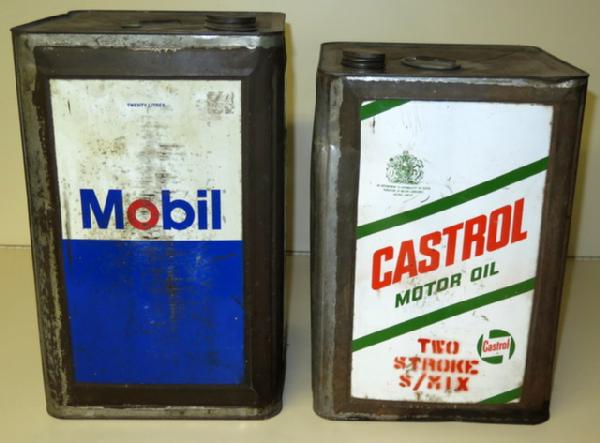 TWENTY LITRES
Mobil
CASTROL
MOTOR OIL
TWO
STROKE
S/MIX
Castrol